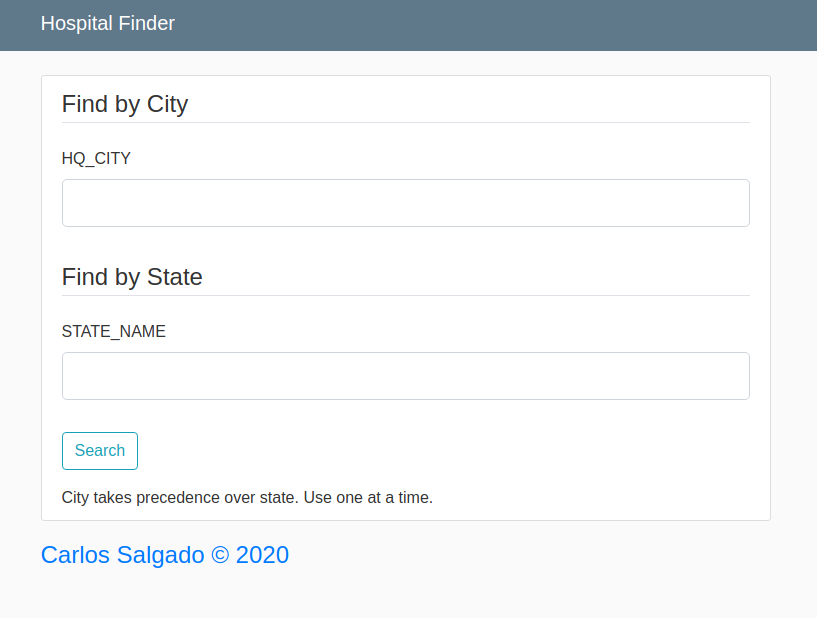 Hospital Finder
Find by City
HQ_CITY
Find by State
STATE_NAME
Search
City takes precedence over state. Use one at a time.
Carlos Salgado © 2020